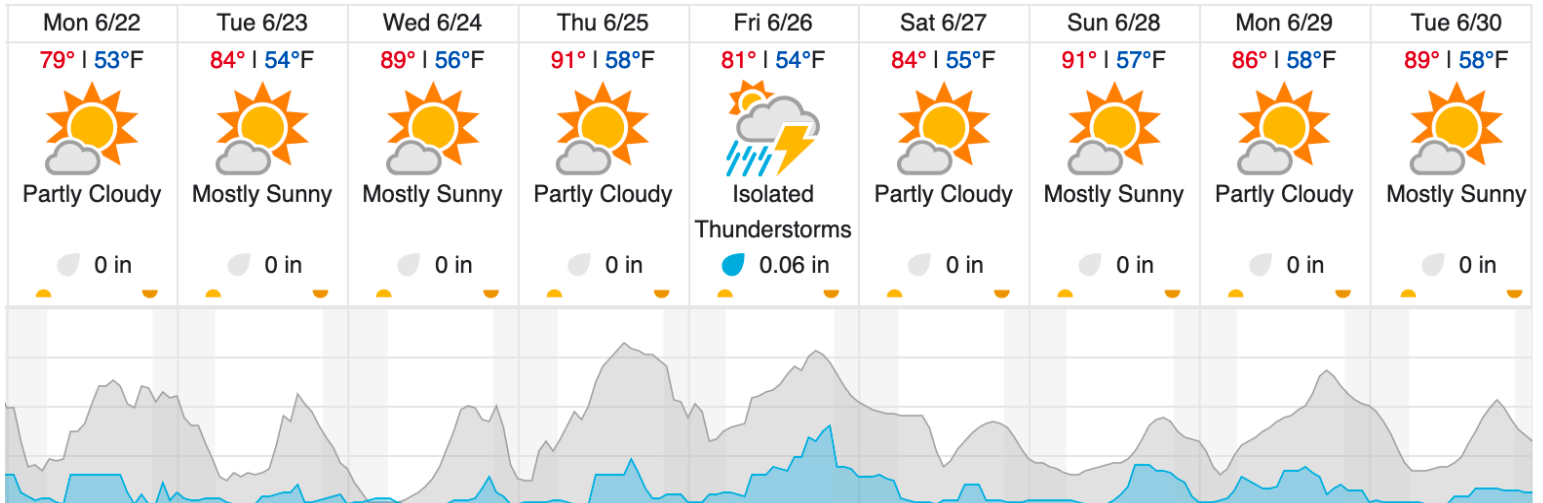 Mon 6/22 Tue 6/23 Wed 6/24 Thu 6/25 Fri 6/26 Sat 6/27 Sun 6/28 Mon 6/29 Tue 6/30
79° | 53°F 84° | 54°F 89° | 56°F 91° | 58°F 81° | 54°F 84° | 55°F 91° | 57°F 86° | 58°F 89° | 58°F
Partly Cloudy Mostly Sunny Mostly Sunny Partly Cloudy Isolated Partly Cloudy Mostly Sunny Partly Cloudy Mostly Sunny
Thunderstorms
0 in 0 in 0 in 0 in 0.06 in 0 in 0 in 0 in 0 in